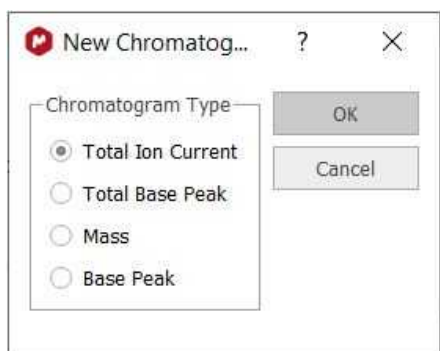 New Chromatog... ?
Chromatogram Type
Total Ion Current
Total Base Peak
Mass
Base Peak
OK
Cancel